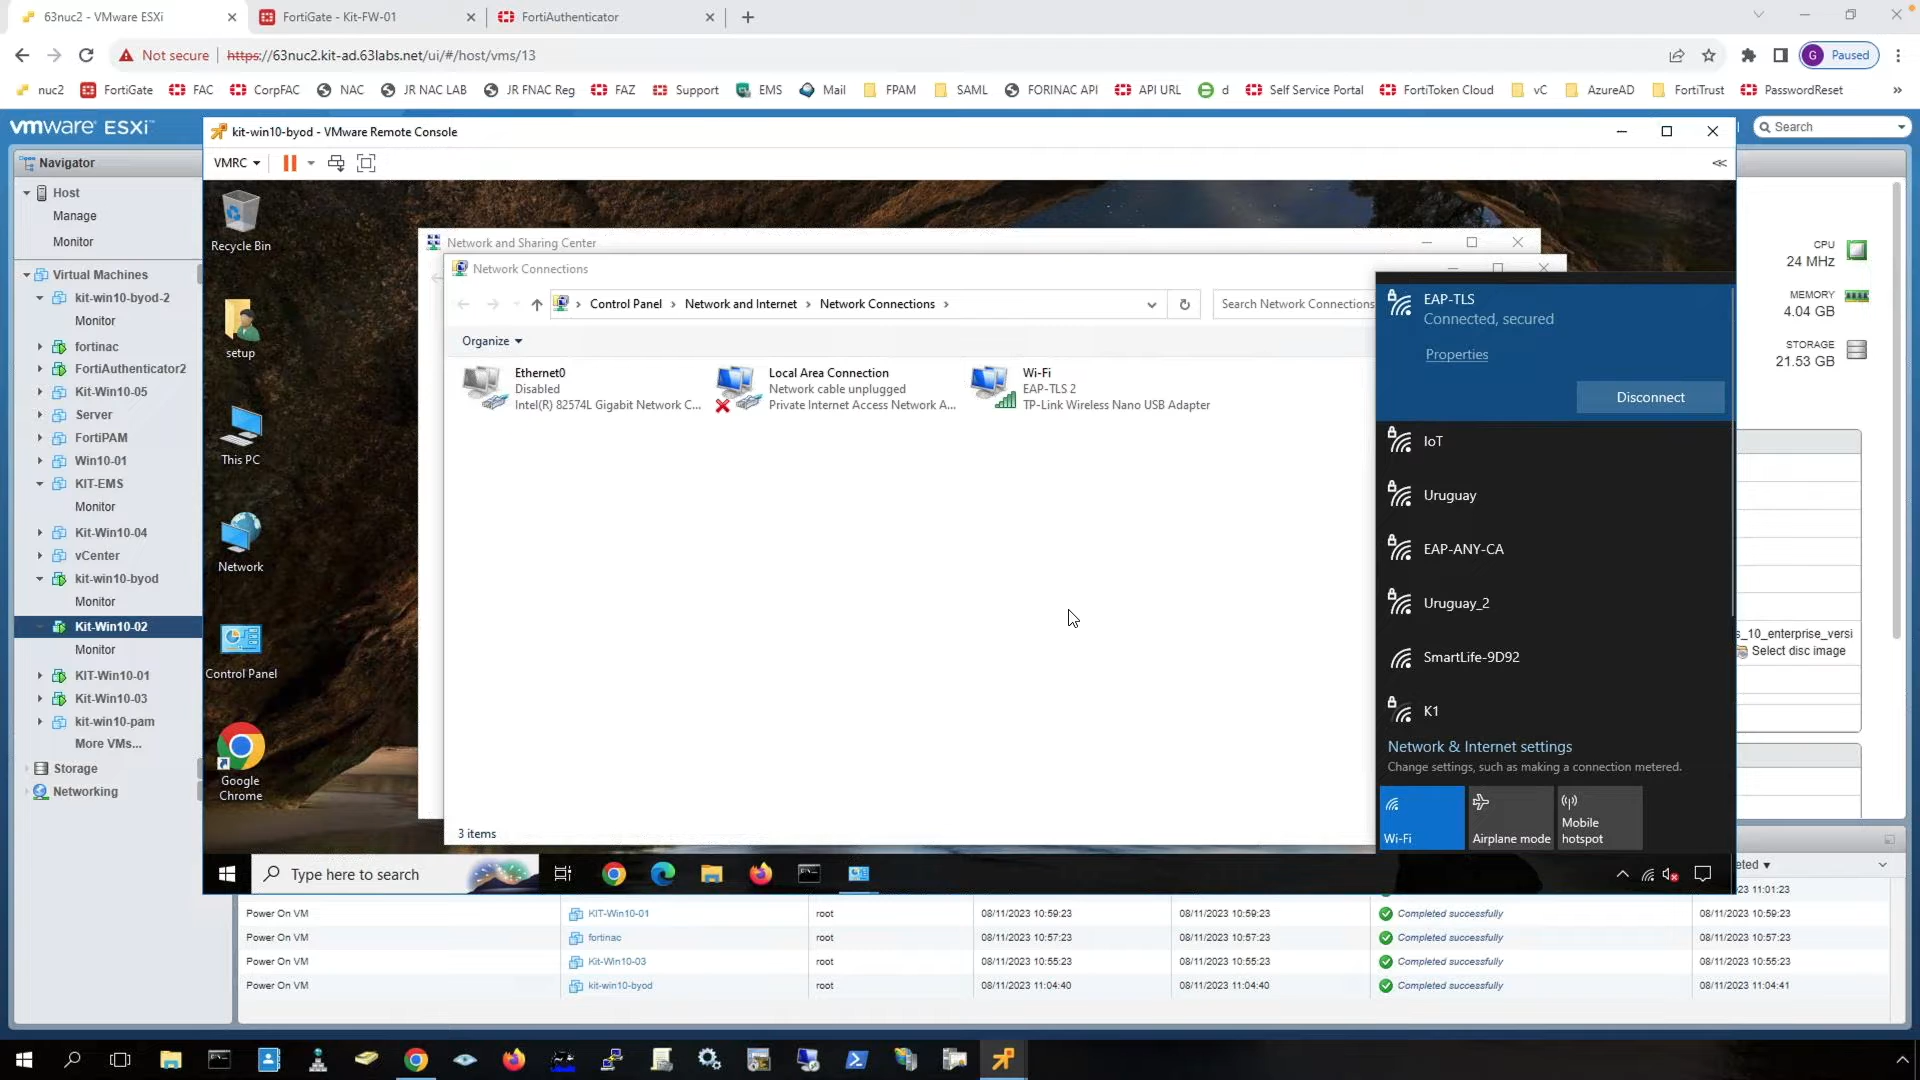 63nuc2 - VMware ESXi
FortiGate - Kit-FW-01
FortiAuthenticator
Not secure
https://63nuc2.kit-ad.63labs.net/ui/#/host/vms/13
G
Paused
nuc2
FortiGate
FAC
CorpFAC
NAC
JR NAC LAB
JR FNAC Reg
FAZ
Support
EMS
Mail
FPAM
SAML
FORINAC API
API URL
d
Self Service Portal
FortiToken Cloud
vC
AzureAD
FortiTrust
PasswordReset
»
vmware ESXi
kit-win10-byod - VMware Remote Console
Search
VMRC
Navigator
Host
Manage
Monitor
Virtual Machines
kit-win10-byod-2
Monitor
fortinac
FortiAuthenticator2
Kit-Win10-05
Server
FortiPAM
Win10-01
KIT-EMS
Monitor
Kit-Win10-04
vCenter
kit-win10-byod
Monitor
Kit-Win10-02
Monitor
KIT-Win10-01
Kit-Win10-03
kit-win10-pam
More VMs...
Storage
Networking
Recycle Bin
setup
This PC
Network
Control Panel
Google
Chrome
Network and Sharing Center
Network Connections
Control Panel > Network and Internet > Network Connections >
Search Network Connections
Organize
Ethernet0
Disabled
Intel(R) 82574L Gigabit Network C...
Local Area Connection
Network cable unplugged
Private Internet Access Network A...
Wi-Fi
EAP-TLS 2
TP-Link Wireless Nano USB Adapter
3 items
EAP-TLS
Connected, secured
Properties
Disconnect
IoT
Uruguay
EAP-ANY-CA
Uruguay_2
SmartLife-9D92
K1
Network & Internet settings
Change settings, such as making a connection metered.
Wi-Fi
Airplane mode
Mobile
hotspot
CPU
24 MHz
MEMORY
4.04 GB
STORAGE
21.53 GB
s_10_enterprise_versi
Select disc image
Type here to search
eted
23 11:01:23
Power On VM KIT-Win10-01 root 08/11/2023 10:59:23 08/11/2023 10:59:23 Completed successfully 08/11/2023 10:59:23
Power On VM fortinac root 08/11/2023 10:57:23 08/11/2023 10:57:23 Completed successfully 08/11/2023 10:57:23
Power On VM Kit-Win10-03 root 08/11/2023 10:55:23 08/11/2023 10:55:23 Completed successfully 08/11/2023 10:55:23
Power On VM kit-win10-byod root 08/11/2023 11:04:40 08/11/2023 11:04:40 Completed successfully 08/11/2023 11:04:41